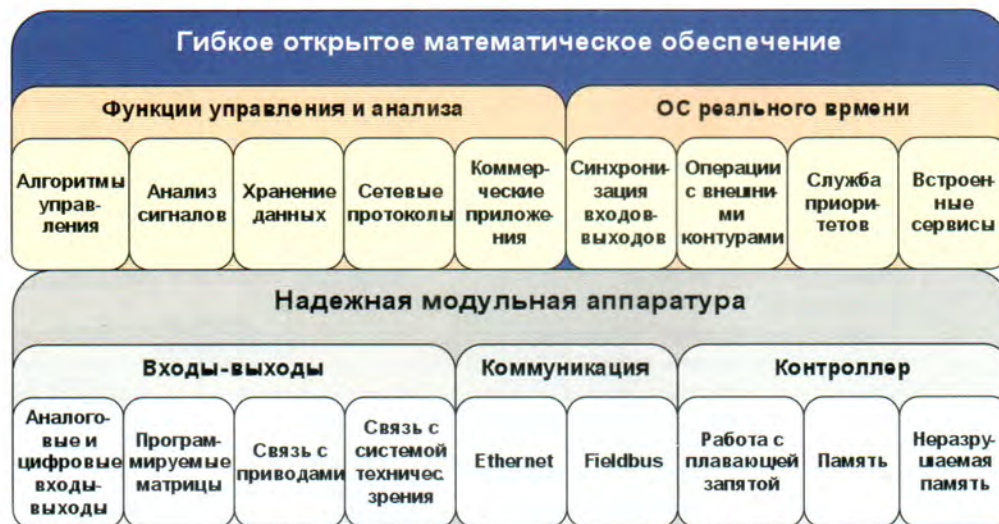 Гибкое открытое математическое обеспечение
Функции управления и анализа
ОС реального врмени
Алгоритмы
управ-
ления
Анализ
сигналов
Хранение
данных
Сетевые
протоколы
Коммер-
ческие
приложе-
ния
Синхрони-
зация
входов-
выходов
Операции
с внешни-
ми
контурами
Служба
приори-
тетов
Встроен-
ные
сервисы
Надежная модульная аппаратура
Входы-выходы
Коммуникация
Контроллер
Аналого-
вые и
цифровые
входы-
выходы
Програм-
мируемые
матрицы
Связь с
приводами
Связь с
системой
техничес.
зрения
Ethernet
Fieldbus
Работа с
плавающей
запятой
Память
Неразру-
шаемая
память